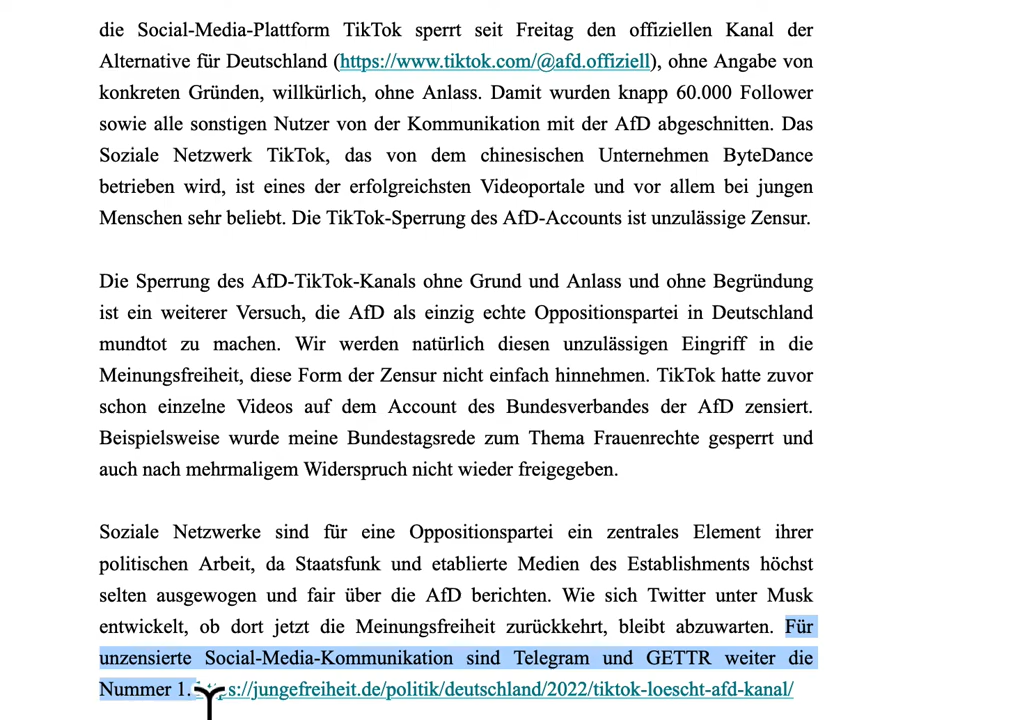 die Social-Media-Plattform TikTok sperrt seit Freitag den offiziellen Kanal der
Alternative für Deutschland (https://www.tiktok.com/@afd.offiziell), ohne Angabe von
konkreten Gründen, willkürlich, ohne Anlass. Damit wurden knapp 60.000 Follower
sowie alle sonstigen Nutzer von der Kommunikation mit der AfD abgeschnitten. Das
Soziale Netzwerk TikTok, das von dem chinesischen Unternehmen ByteDance
betrieben wird, ist eines der erfolgreichsten Videoportale und vor allem bei jungen
Menschen sehr beliebt. Die TikTok-Sperrung des AfD-Accounts ist unzulässige Zensur.
Die Sperrung des AfD-TikTok-Kanals ohne Grund und Anlass und ohne Begründung
ist ein weiterer Versuch, die AfD als einzig echte Oppositionspartei in Deutschland
mundtot zu machen. Wir werden natürlich diesen unzulässigen Eingriff in die
Meinungsfreiheit, diese Form der Zensur nicht einfach hinnehmen. TikTok hatte zuvor
schon einzelne Videos auf dem Account des Bundesverbandes der AfD zensiert.
Beispielsweise wurde meine Bundestagsrede zum Thema Frauenrechte gesperrt und
auch nach mehrmaligem Widerspruch nicht wieder freigegeben.
Soziale Netzwerke sind für eine Oppositionspartei ein zentrales Element ihrer
politischen Arbeit, da Staatsfunk und etablierte Medien des Establishments höchst
selten ausgewogen und fair über die AfD berichten. Wie sich Twitter unter Musk
entwickelt, ob dort jetzt die Meinungsfreiheit zurückkehrt, bleibt abzuwarten. Für
unzensierte Social-Media-Kommunikation sind Telegram und GETTR weiter die
Nummer 1. https://jungefreiheit.de/politik/deutschland/2022/tiktok-loescht-afd-kanal/